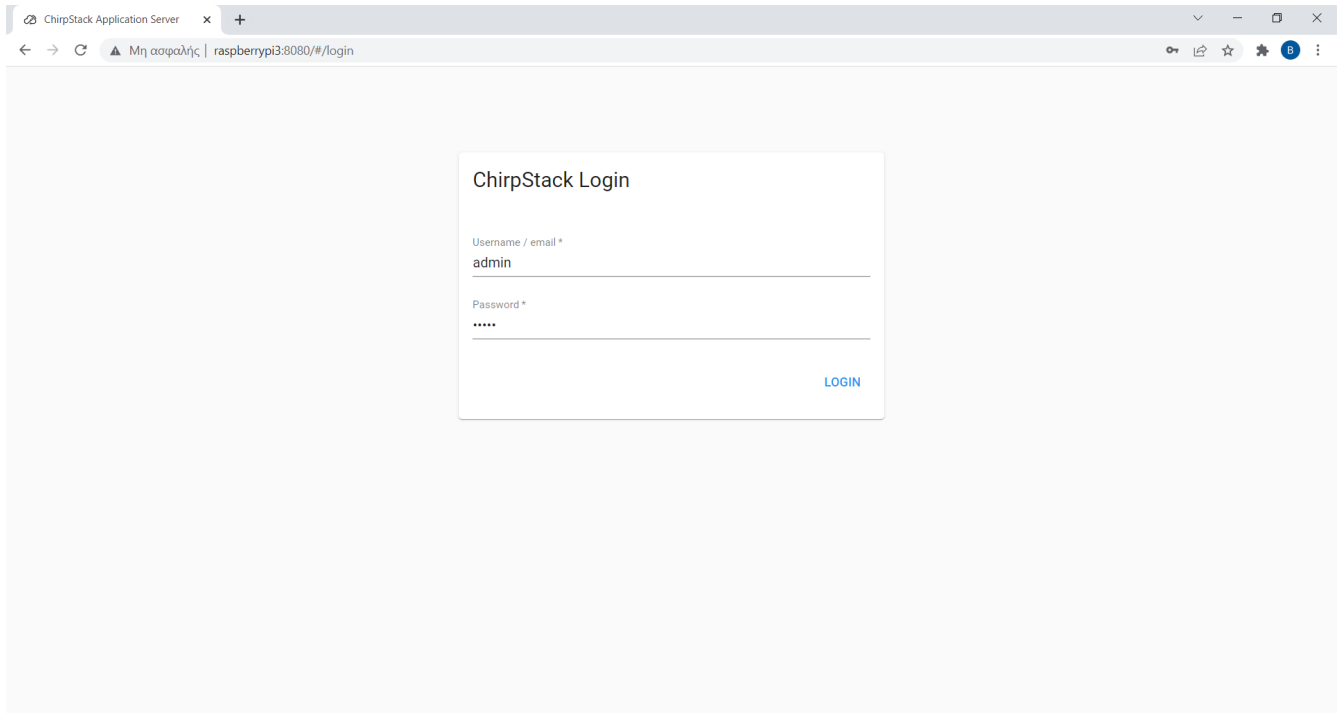 ChirpStack Application Server
Μη ασφαλής | raspberrypi3:8080/#/login
B
ChirpStack Login
Username / email *
admin
Password *
•••••
LOGIN